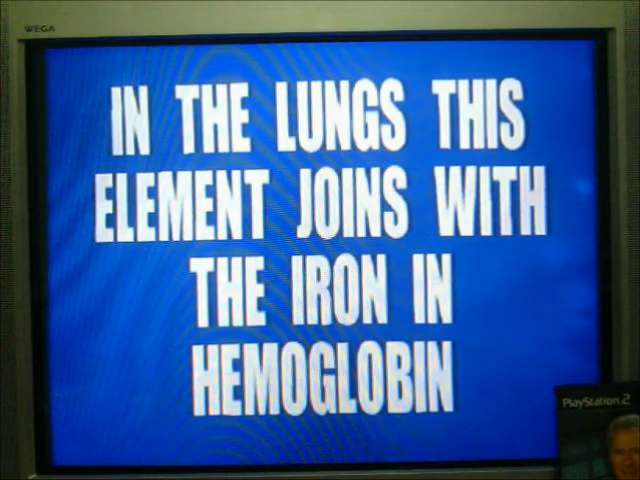 WEGA
IN THE LUNGS THIS
ELEMENT JOINS WITH
THE IRON IN
HEMOGLOBIN
PlayStation.2